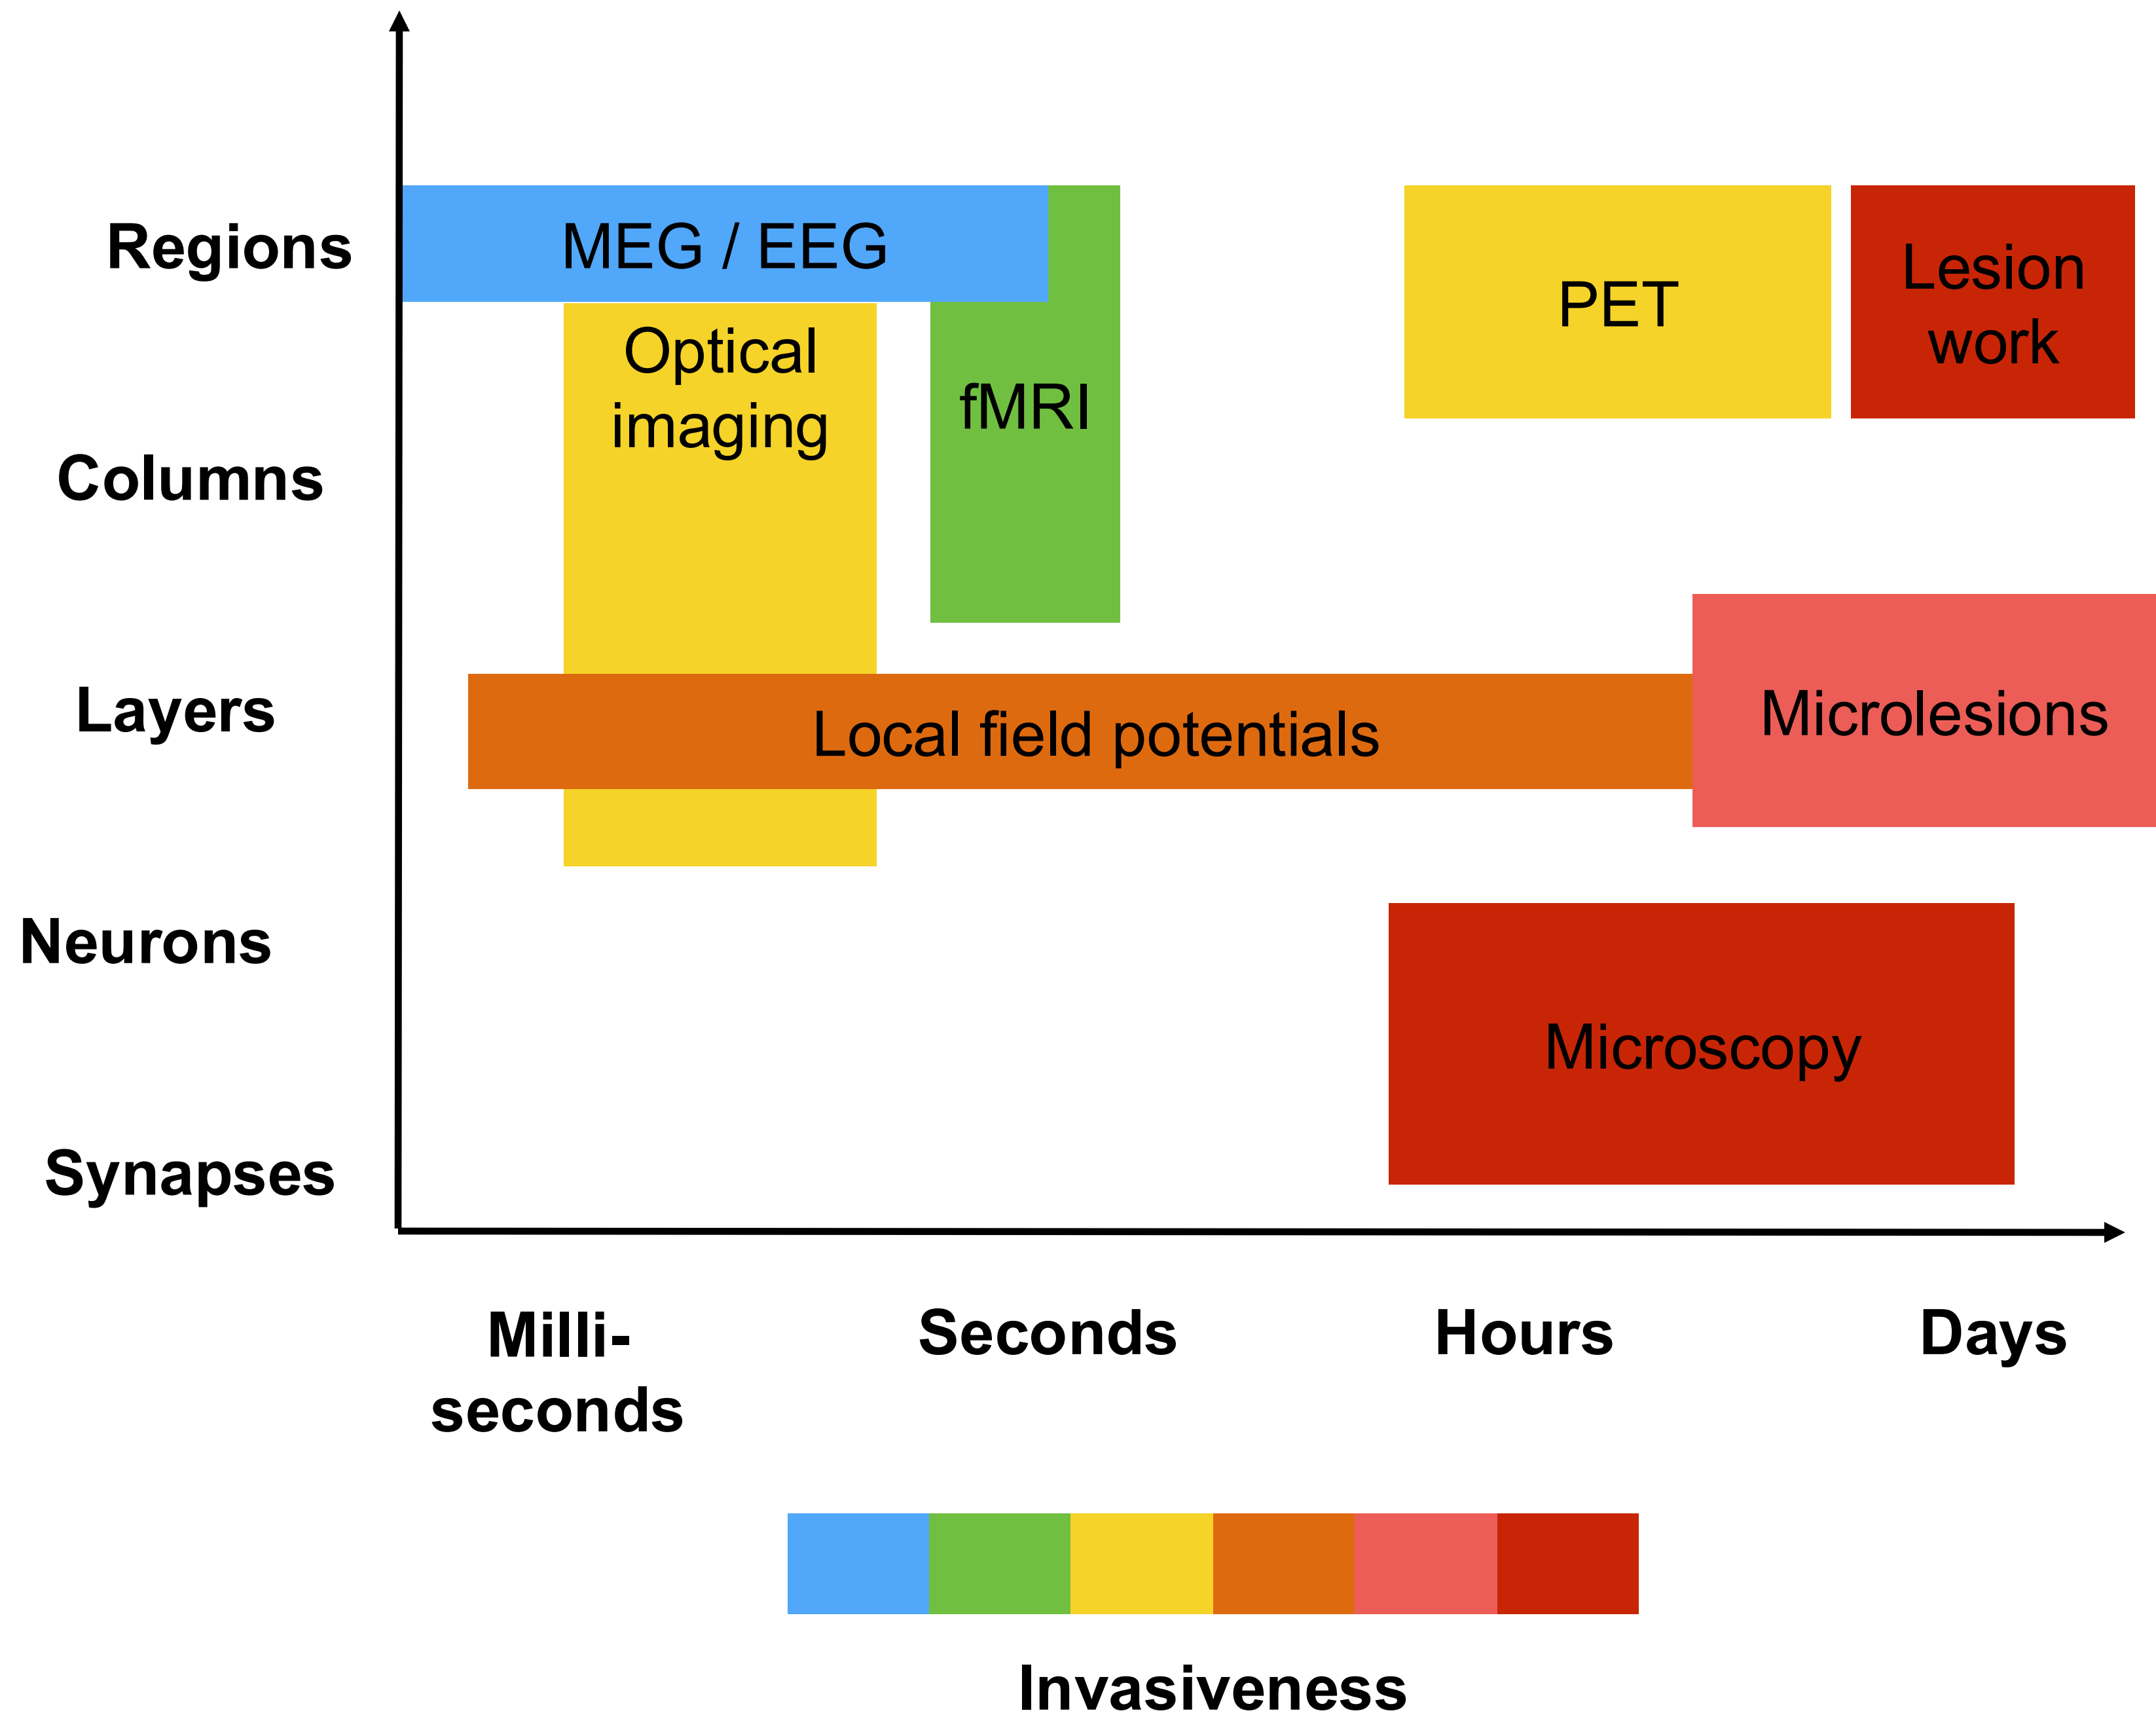 Regions
MEG / EEG
Optical
imaging
fMRI
PET
Lesion
work
Columns
Layers
Local field potentials
Microlesions
Neurons
Microscopy
Synapses
Milli-
seconds
Seconds
Hours
Days
Invasiveness